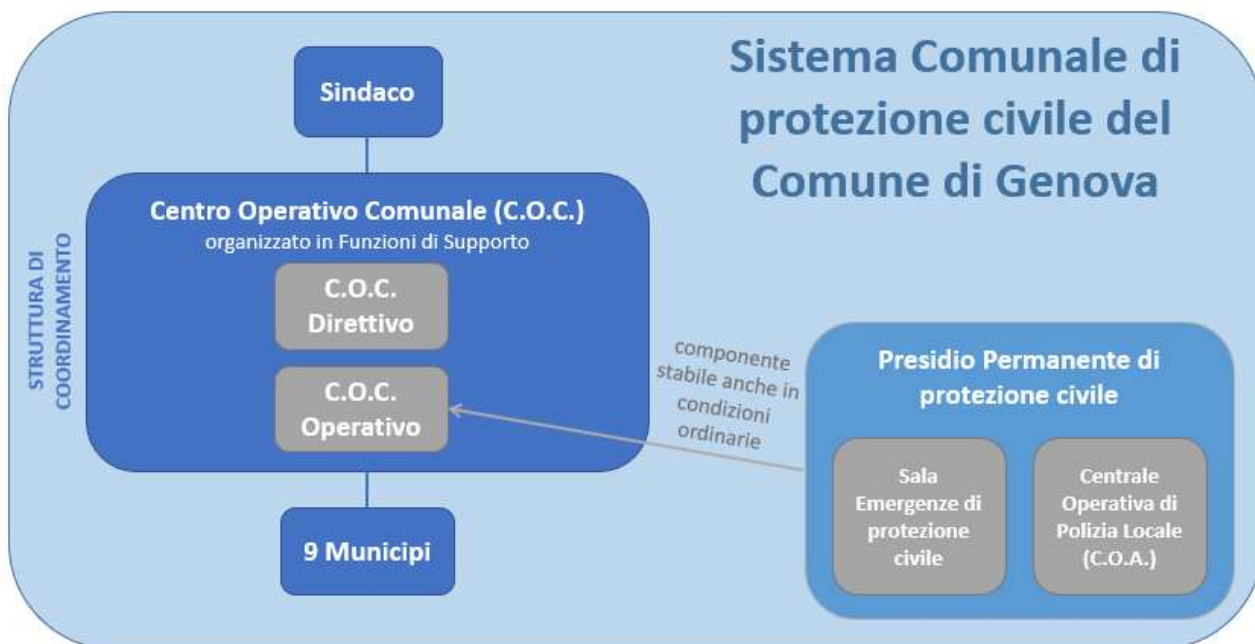 Sistema Comunale di
protezione civile del
Comune di Genova
Sindaco
STRUTTURA DI
COORDINAMENTO
Centro Operativo Comunale (C.O.C.)
organizzato in Funzioni di Supporto
C.O.C.
Direttivo
C.O.C.
Operativo
componente
stabile anche in
condizioni
ordinarie
Presidio Permanente di
protezione civile
Sala
Emergenze di
protezione
civile
Centrale
Operativa di
Polizia Locale
(C.O.A.)
9 Municipi